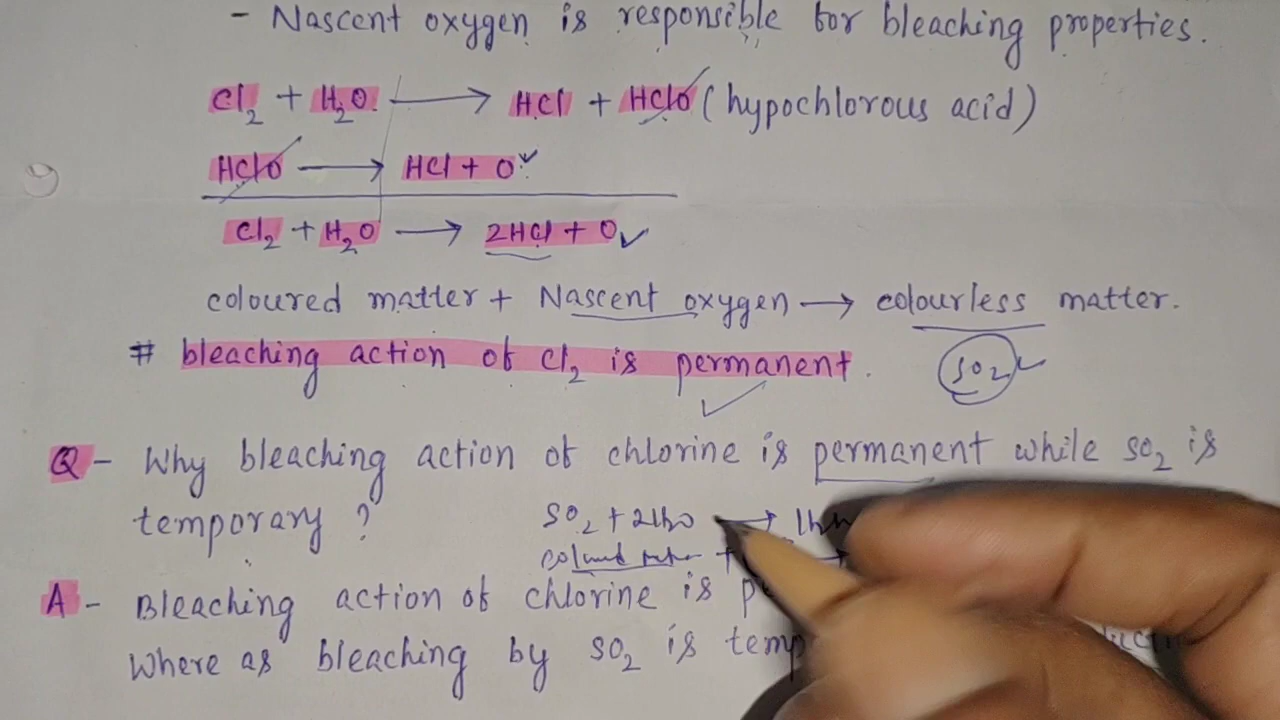 - Nascent oxygen is responsible for bleaching properties.
Cl₂ + H₂O → HCl + HClO (hypochlorous acid)
HClO → HCl + O
Cl₂ + H₂O → 2HCl + O
coloured matter + Nascent oxygen → colourless matter.
# bleaching action of Cl₂ is permanent.
SO₂
Q - Why bleaching action of chlorine is permanent while SO₂ is
temporary ?
SO₂ + 2H₂O →
A - Bleaching action of chlorine is
where as bleaching by SO₂ is